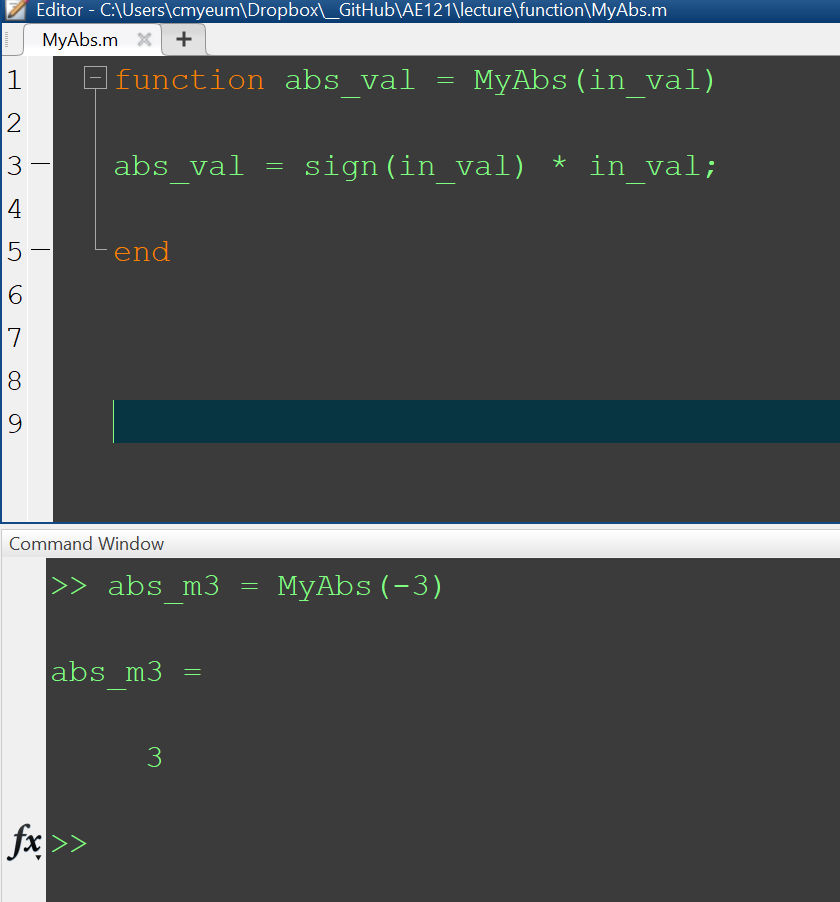 Editor - C:\Users\cmyeum\Dropbox\__GitHub\AE121\lecture\function\MyAbs.m
MyAbs.m
1 function abs_val = MyAbs(in_val)
2
3 abs_val = sign(in_val) * in_val;
4
5 end
6
7
8
9
Command Window
>> abs_m3 = MyAbs(-3)
abs_m3 =
3
fx >>